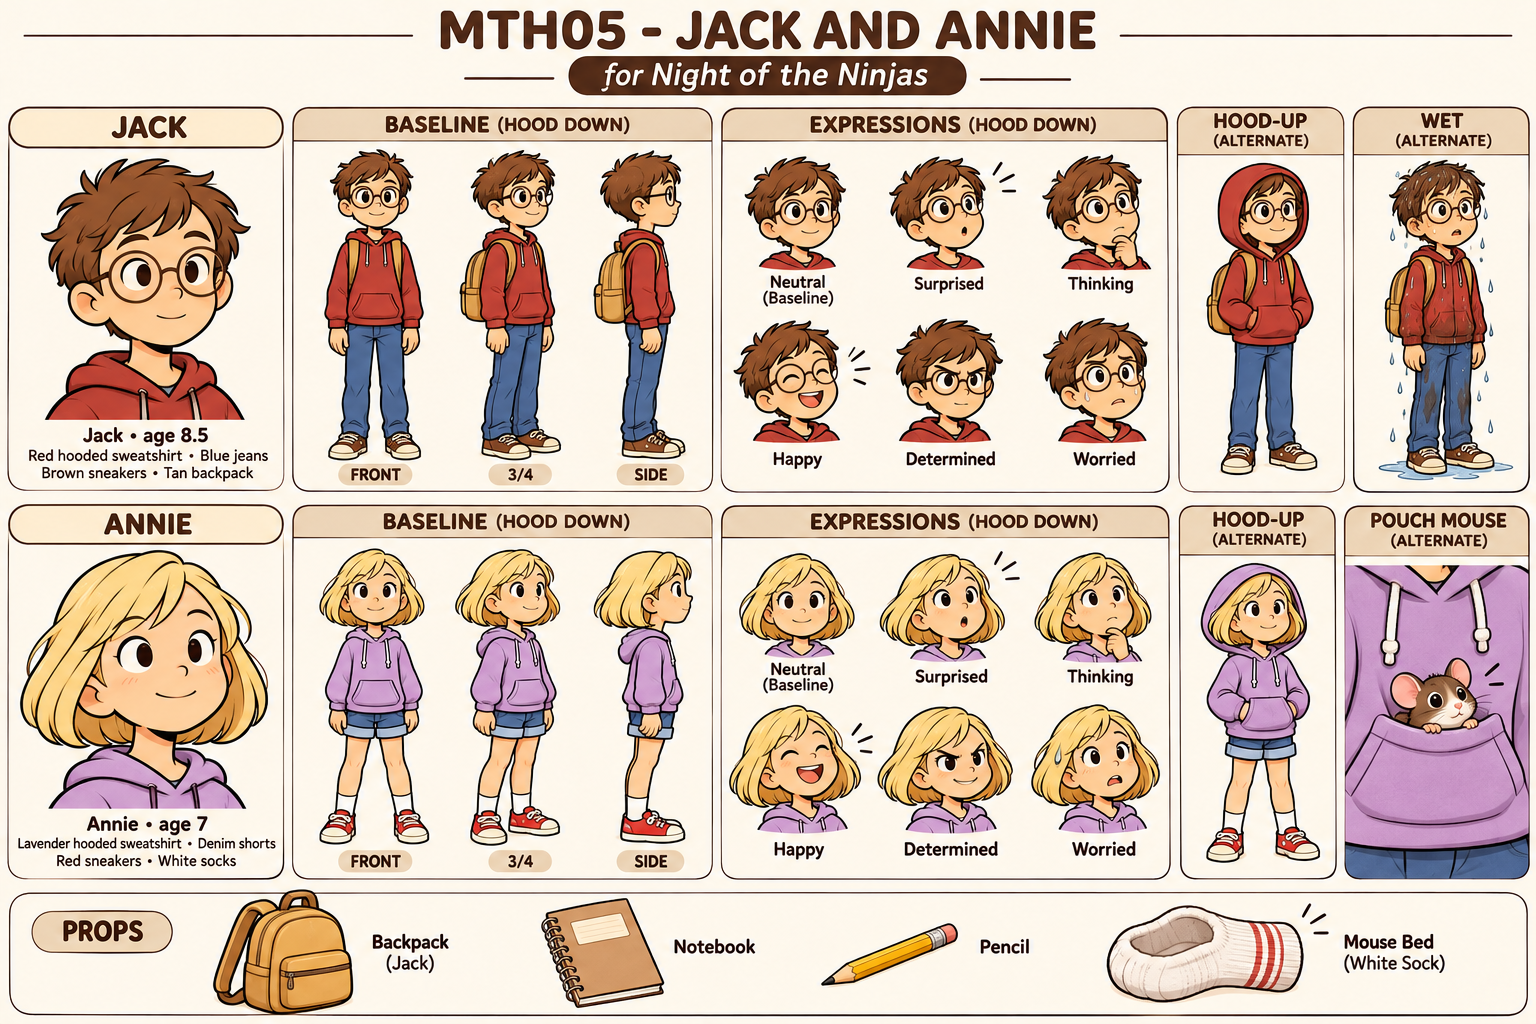 MTH05 - JACK AND ANNIE
for Night of the Ninjas
JACK
Jack • age 8.5
Red hooded sweatshirt • Blue jeans
Brown sneakers • Tan backpack
BASELINE (HOOD DOWN)
FRONT
3/4
SIDE
EXPRESSIONS (HOOD DOWN)
Neutral
(Baseline)
Surprised
Thinking
Happy
Determined
Worried
HOOD-UP
(ALTERNATE)
WET
(ALTERNATE)
ANNIE
Annie • age 7
Lavender hooded sweatshirt • Denim shorts
Red sneakers • White socks
BASELINE (HOOD DOWN)
FRONT
3/4
SIDE
EXPRESSIONS (HOOD DOWN)
Neutral
(Baseline)
Surprised
Thinking
Happy
Determined
Worried
HOOD-UP
(ALTERNATE)
POUCH MOUSE
(ALTERNATE)
PROPS
Backpack
(Jack)
Notebook
Pencil
Mouse Bed
(White Sock)